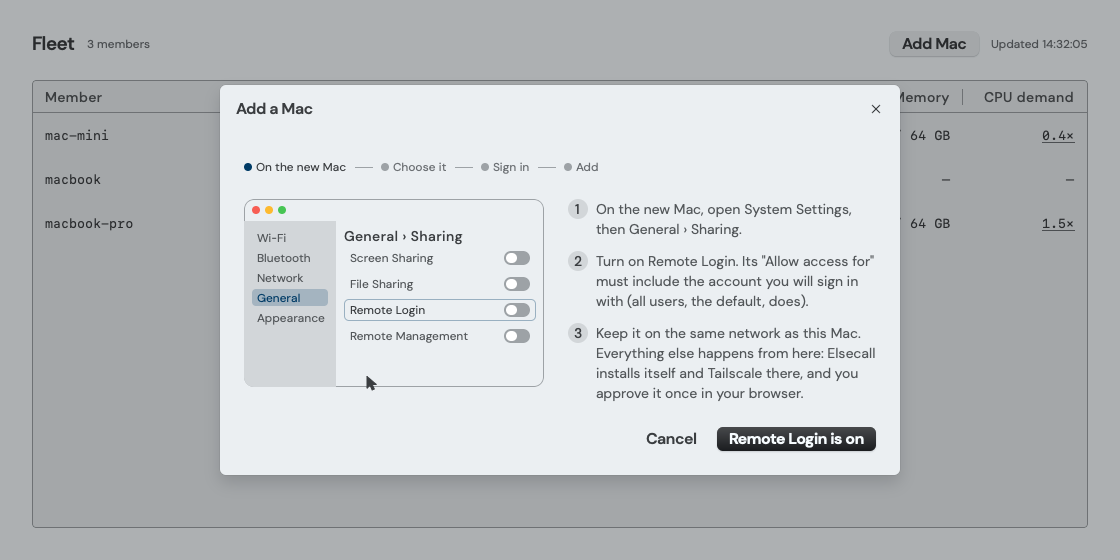 Fleet 3 members Add Mac Updated 14:32:05
Member Memory CPU demand
mac-mini 64 GB 0.4×
macbook — —
macbook-pro 64 GB 1.5×
Add a Mac ×
On the new Mac Choose it Sign in Add
Wi-Fi
Bluetooth
Network
General
Appearance
General › Sharing
Screen Sharing
File Sharing
Remote Login
Remote Management
1 On the new Mac, open System Settings,
then General › Sharing.
2 Turn on Remote Login. Its "Allow access for"
must include the account you will sign in
with (all users, the default, does).
3 Keep it on the same network as this Mac.
Everything else happens from here: Elsecall
installs itself and Tailscale there, and you
approve it once in your browser.
Cancel Remote Login is on